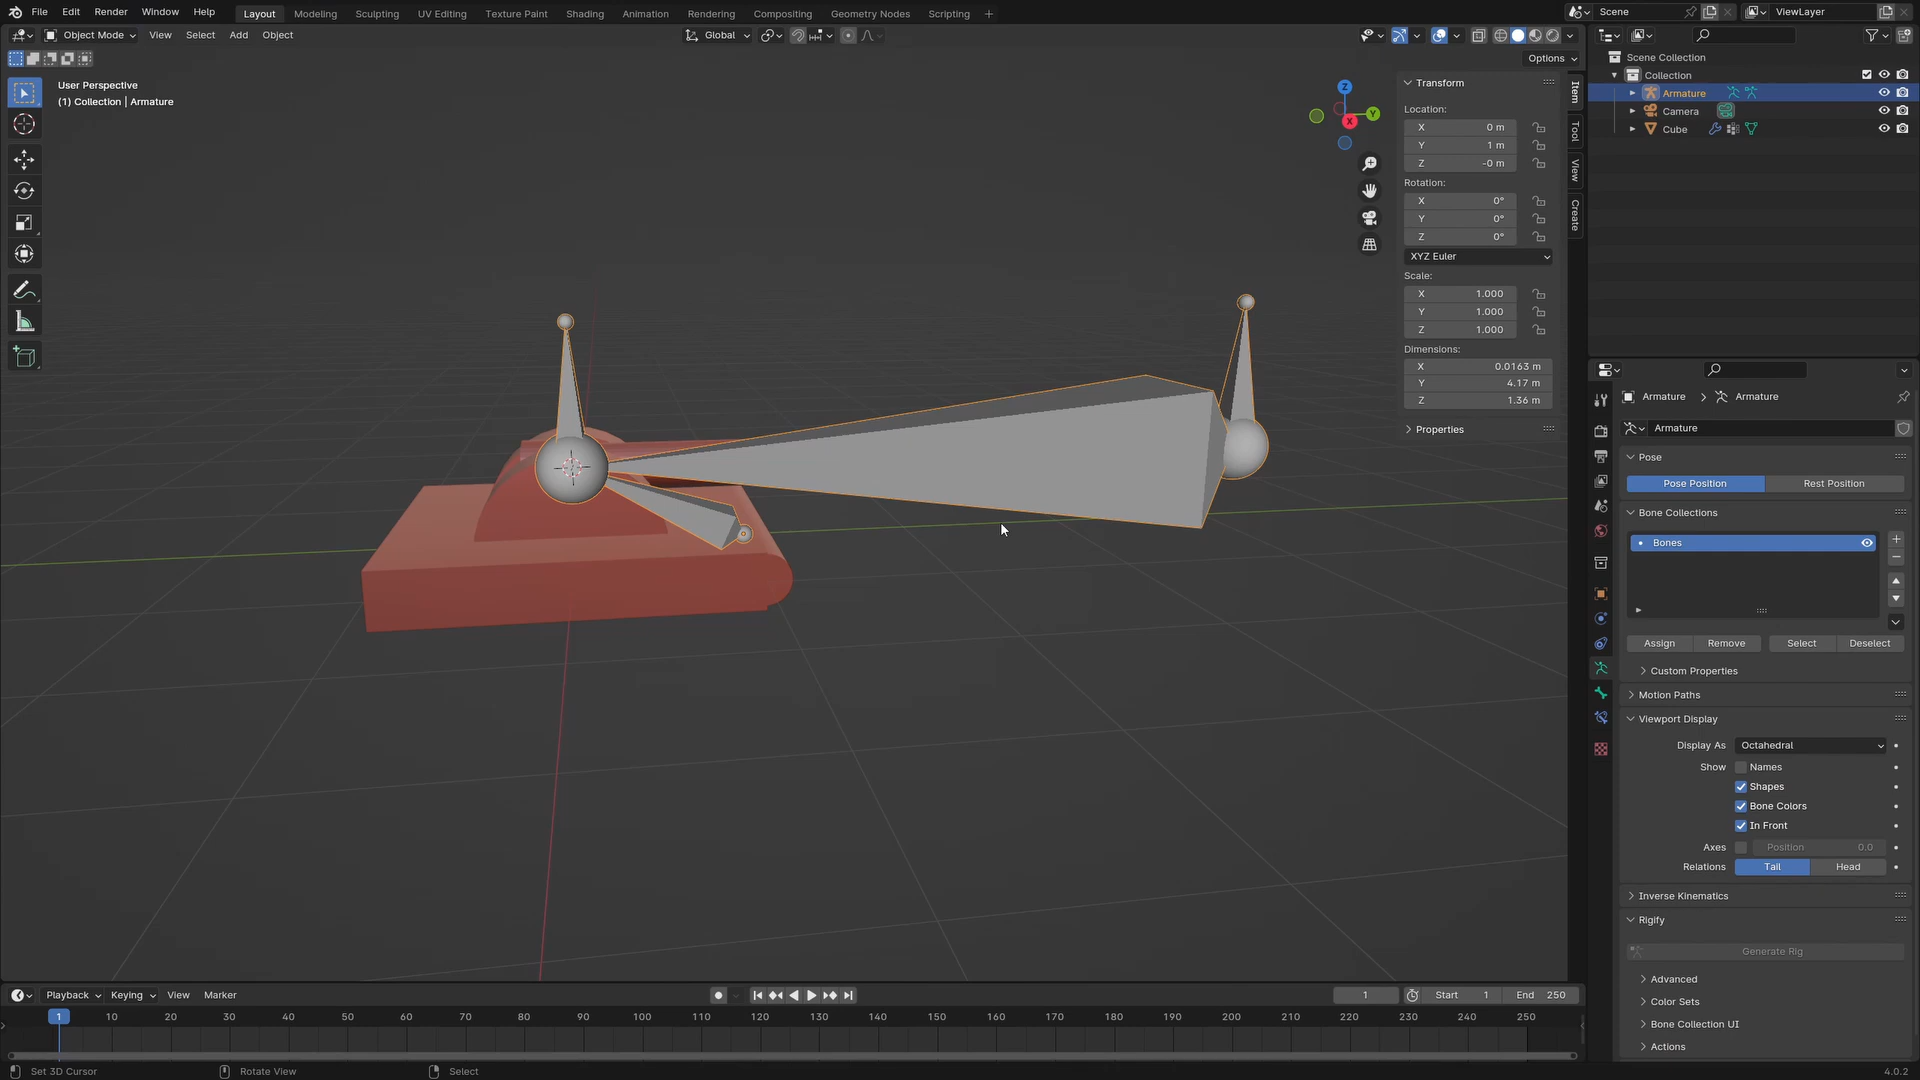 File Edit Render Window Help Layout Modeling Sculpting UV Editing Texture Paint Shading Animation Rendering Compositing Geometry Nodes Scripting + Scene ViewLayer
Object Mode View Select Add Object Global
Options
User Perspective
(1) Collection | Armature
Z
Y
X
Transform
Location:
X 0 m
Y 1 m
Z -0 m
Rotation:
X 0°
Y 0°
Z 0°
XYZ Euler
Scale:
X 1.000
Y 1.000
Z 1.000
Dimensions:
X 0.0163 m
Y 4.17 m
Z 1.36 m
Properties
Item
Tool
View
Create
Scene Collection
Collection
Armature
Camera
Cube
Armature > Armature
Armature
Pose
Pose Position Rest Position
Bone Collections
Bones
Assign Remove Select Deselect
Custom Properties
Motion Paths
Viewport Display
Display As Octahedral
Show Names
Shapes
Bone Colors
In Front
Axes Position 0.0
Relations Tail Head
Inverse Kinematics
Rigify
Generate Rig
Advanced
Color Sets
Bone Collection UI
Actions
Playback Keying View Marker 1 Start 1 End 250
1 10 20 30 40 50 60 70 80 90 100 110 120 130 140 150 160 170 180 190 200 210 220 230 240 250
Set 3D Cursor Rotate View Select 4.0.2